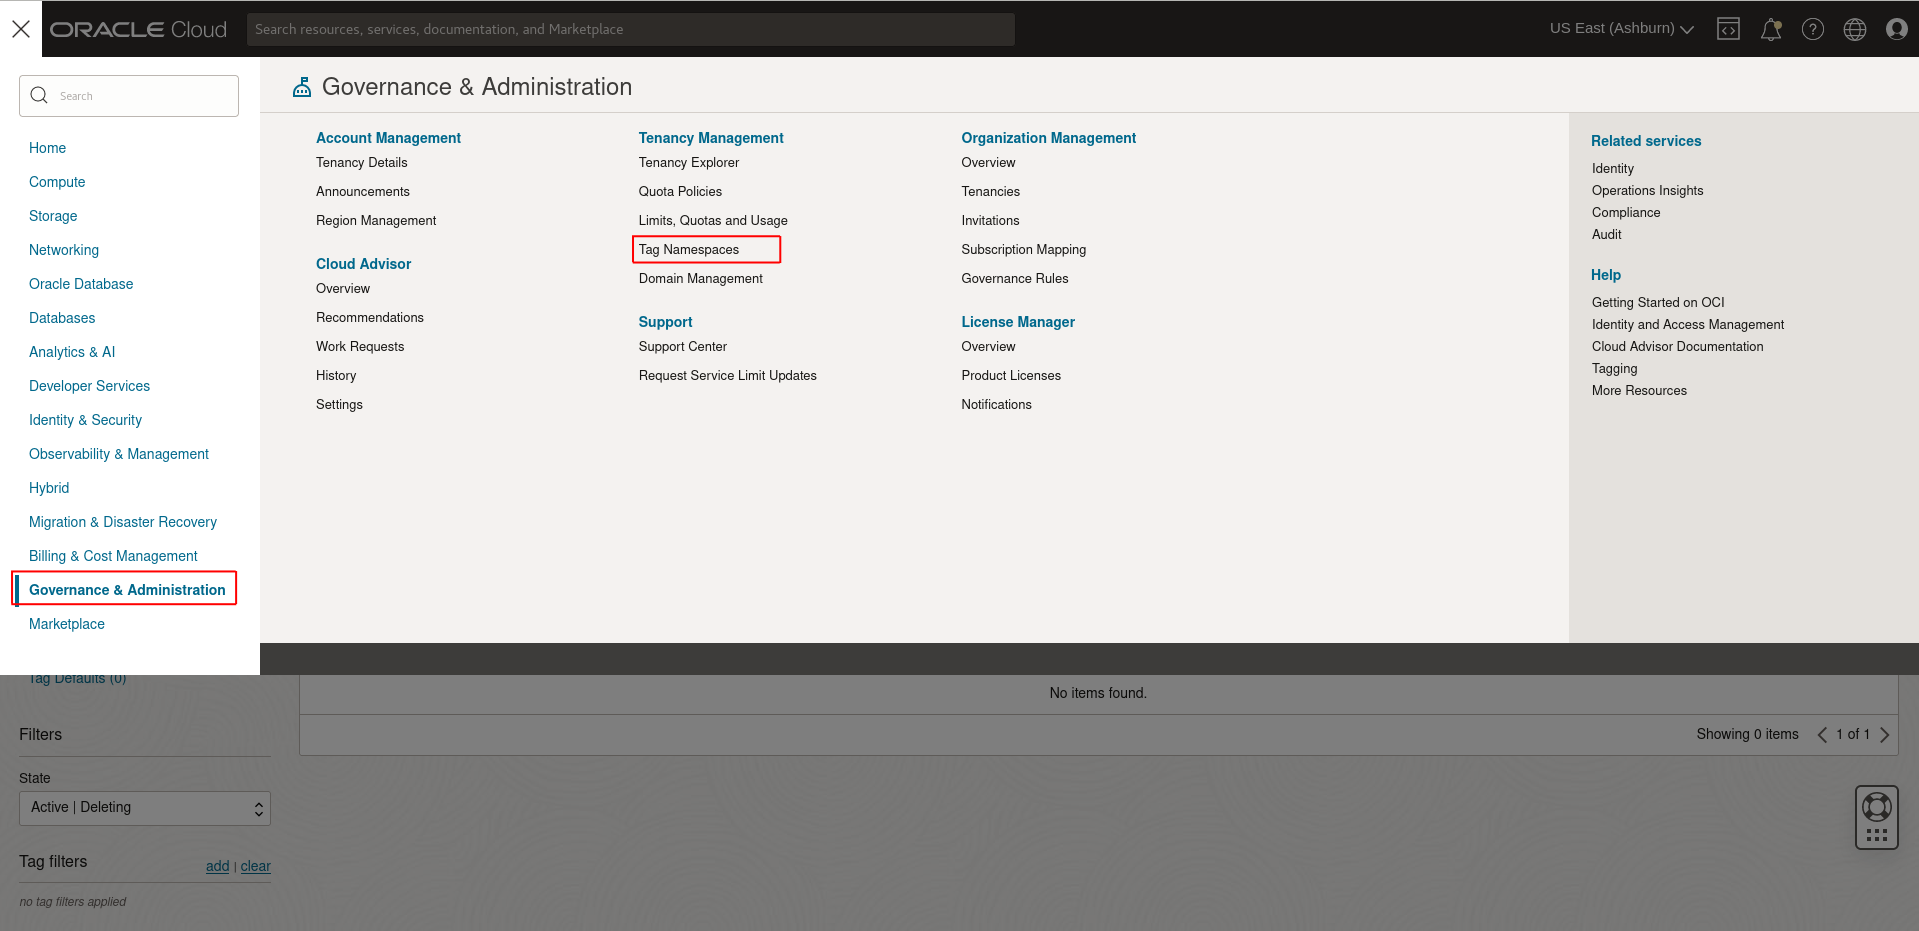 ORACLE Cloud
Search resources, services, documentation, and Marketplace
US East (Ashburn)
Search
Home
Compute
Storage
Networking
Oracle Database
Databases
Analytics & AI
Developer Services
Identity & Security
Observability & Management
Hybrid
Migration & Disaster Recovery
Billing & Cost Management
Governance & Administration
Marketplace
Governance & Administration
Account Management
Tenancy Details
Announcements
Region Management
Cloud Advisor
Overview
Recommendations
Work Requests
History
Settings
Tenancy Management
Tenancy Explorer
Quota Policies
Limits, Quotas and Usage
Tag Namespaces
Domain Management
Support
Support Center
Request Service Limit Updates
Organization Management
Overview
Tenancies
Invitations
Subscription Mapping
Governance Rules
License Manager
Overview
Product Licenses
Notifications
Related services
Identity
Operations Insights
Compliance
Audit
Help
Getting Started on OCI
Identity and Access Management
Cloud Advisor Documentation
Tagging
More Resources
Tag Defaults (0)
Filters
State
Active | Deleting
Tag filters
add | clear
no tag filters applied
No items found.
Showing 0 items
1 of 1